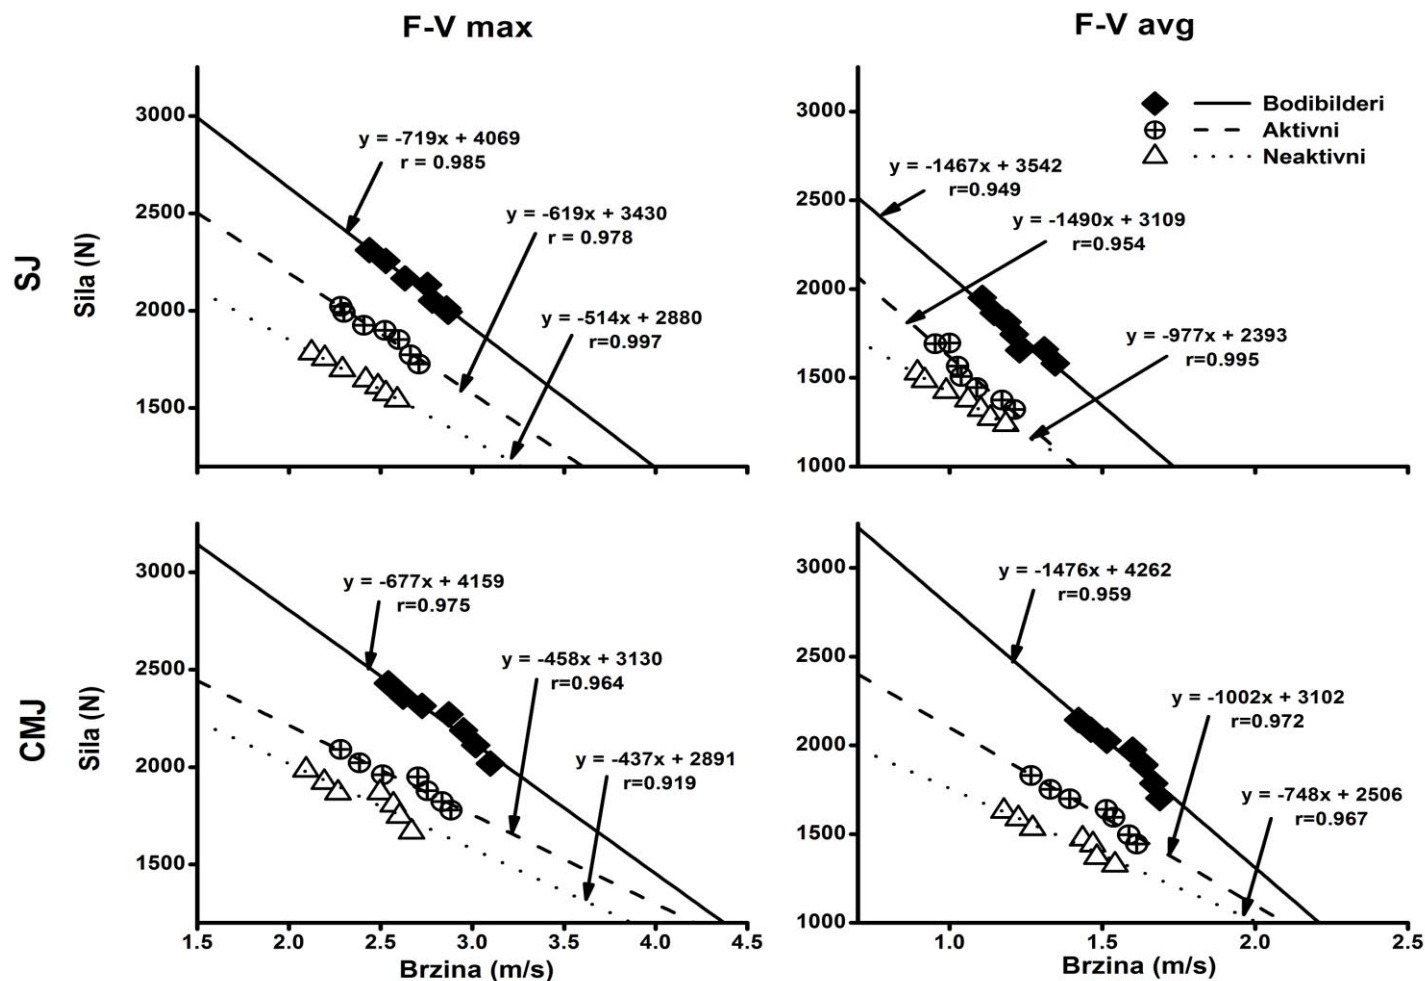 F-V max
F-V avg
SJ
Sila (N)
3000
2500
2000
1500
y = -719x + 4069
r = 0.985
y = -619x + 3430
r = 0.978
y = -514x + 2880
r=0.997
3000
2500
2000
1500
1000
Bodibilderi
Aktivni
Neaktivni
y = -1467x + 3542
r=0.949
y = -1490x + 3109
r=0.954
y = -977x + 2393
r=0.995
CMJ
Sila (N)
3000
2500
2000
1500
y = -677x + 4159
r=0.975
y = -458x + 3130
r=0.964
y = -437x + 2891
r=0.919
1.5 2.0 2.5 3.0 3.5 4.0 4.5
Brzina (m/s)
3000
2500
2000
1500
1000
y = -1476x + 4262
r=0.959
y = -1002x + 3102
r=0.972
y = -748x + 2506
r=0.967
1.0 1.5 2.0 2.5
Brzina (m/s)